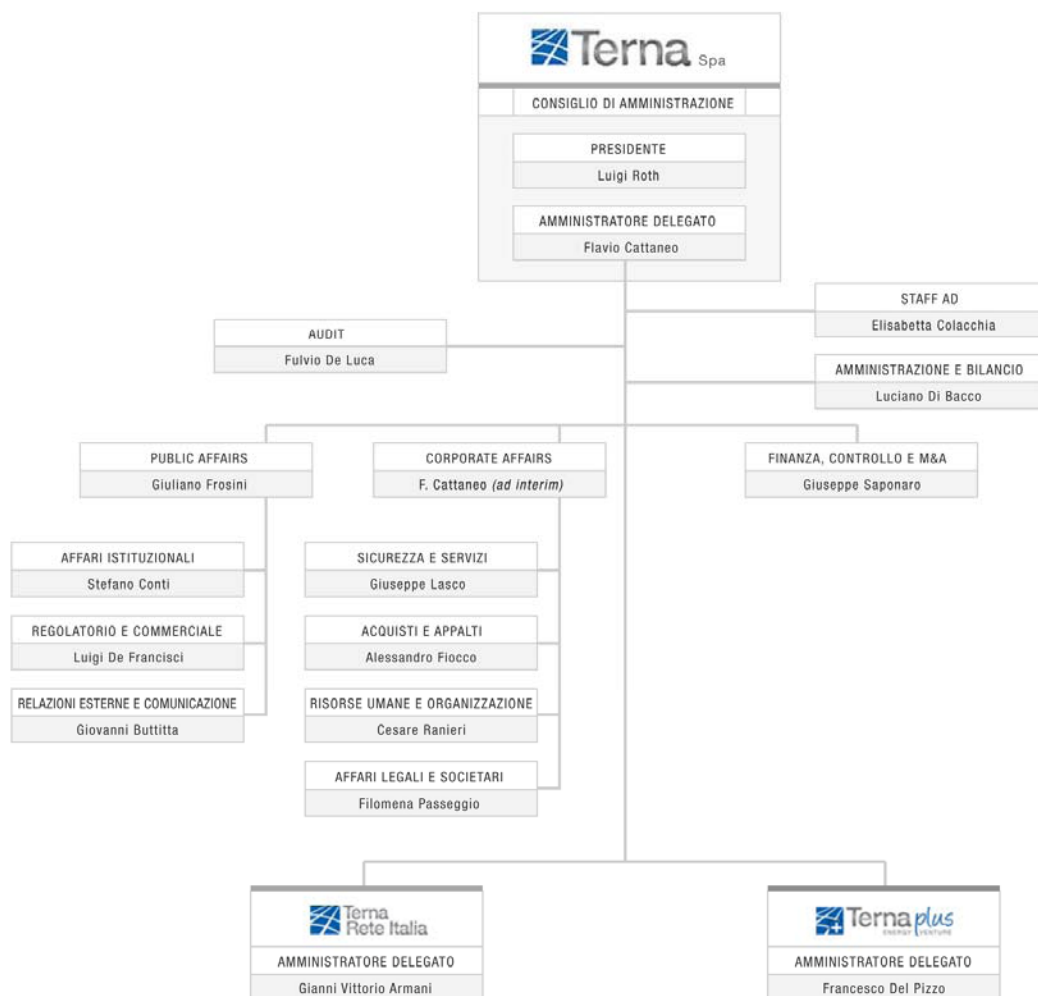 Terna Spa
CONSIGLIO DI AMMINISTRAZIONE
PRESIDENTE
Luigi Roth
AMMINISTRATORE DELEGATO
Flavio Cattaneo
STAFF AD
Elisabetta Colacchia
AUDIT
Fulvio De Luca
AMMINISTRAZIONE E BILANCIO
Luciano Di Bacco
PUBLIC AFFAIRS
Giuliano Frosini
CORPORATE AFFAIRS
F. Cattaneo (ad interim)
FINANZA, CONTROLLO E M&A
Giuseppe Saponaro
AFFARI ISTITUZIONALI
Stefano Conti
SICUREZZA E SERVIZI
Giuseppe Lasco
REGOLATORIO E COMMERCIALE
Luigi De Francisci
ACQUISTI E APPALTI
Alessandro Fiocco
RELAZIONI ESTERNE E COMUNICAZIONE
Giovanni Buttitta
RISORSE UMANE E ORGANIZZAZIONE
Cesare Ranieri
AFFARI LEGALI E SOCIETARI
Filomena Passeggio
Terna
Rete Italia
AMMINISTRATORE DELEGATO
Gianni Vittorio Armani
Terna plus
ENERGY VENTURE
AMMINISTRATORE DELEGATO
Francesco Del Pizzo